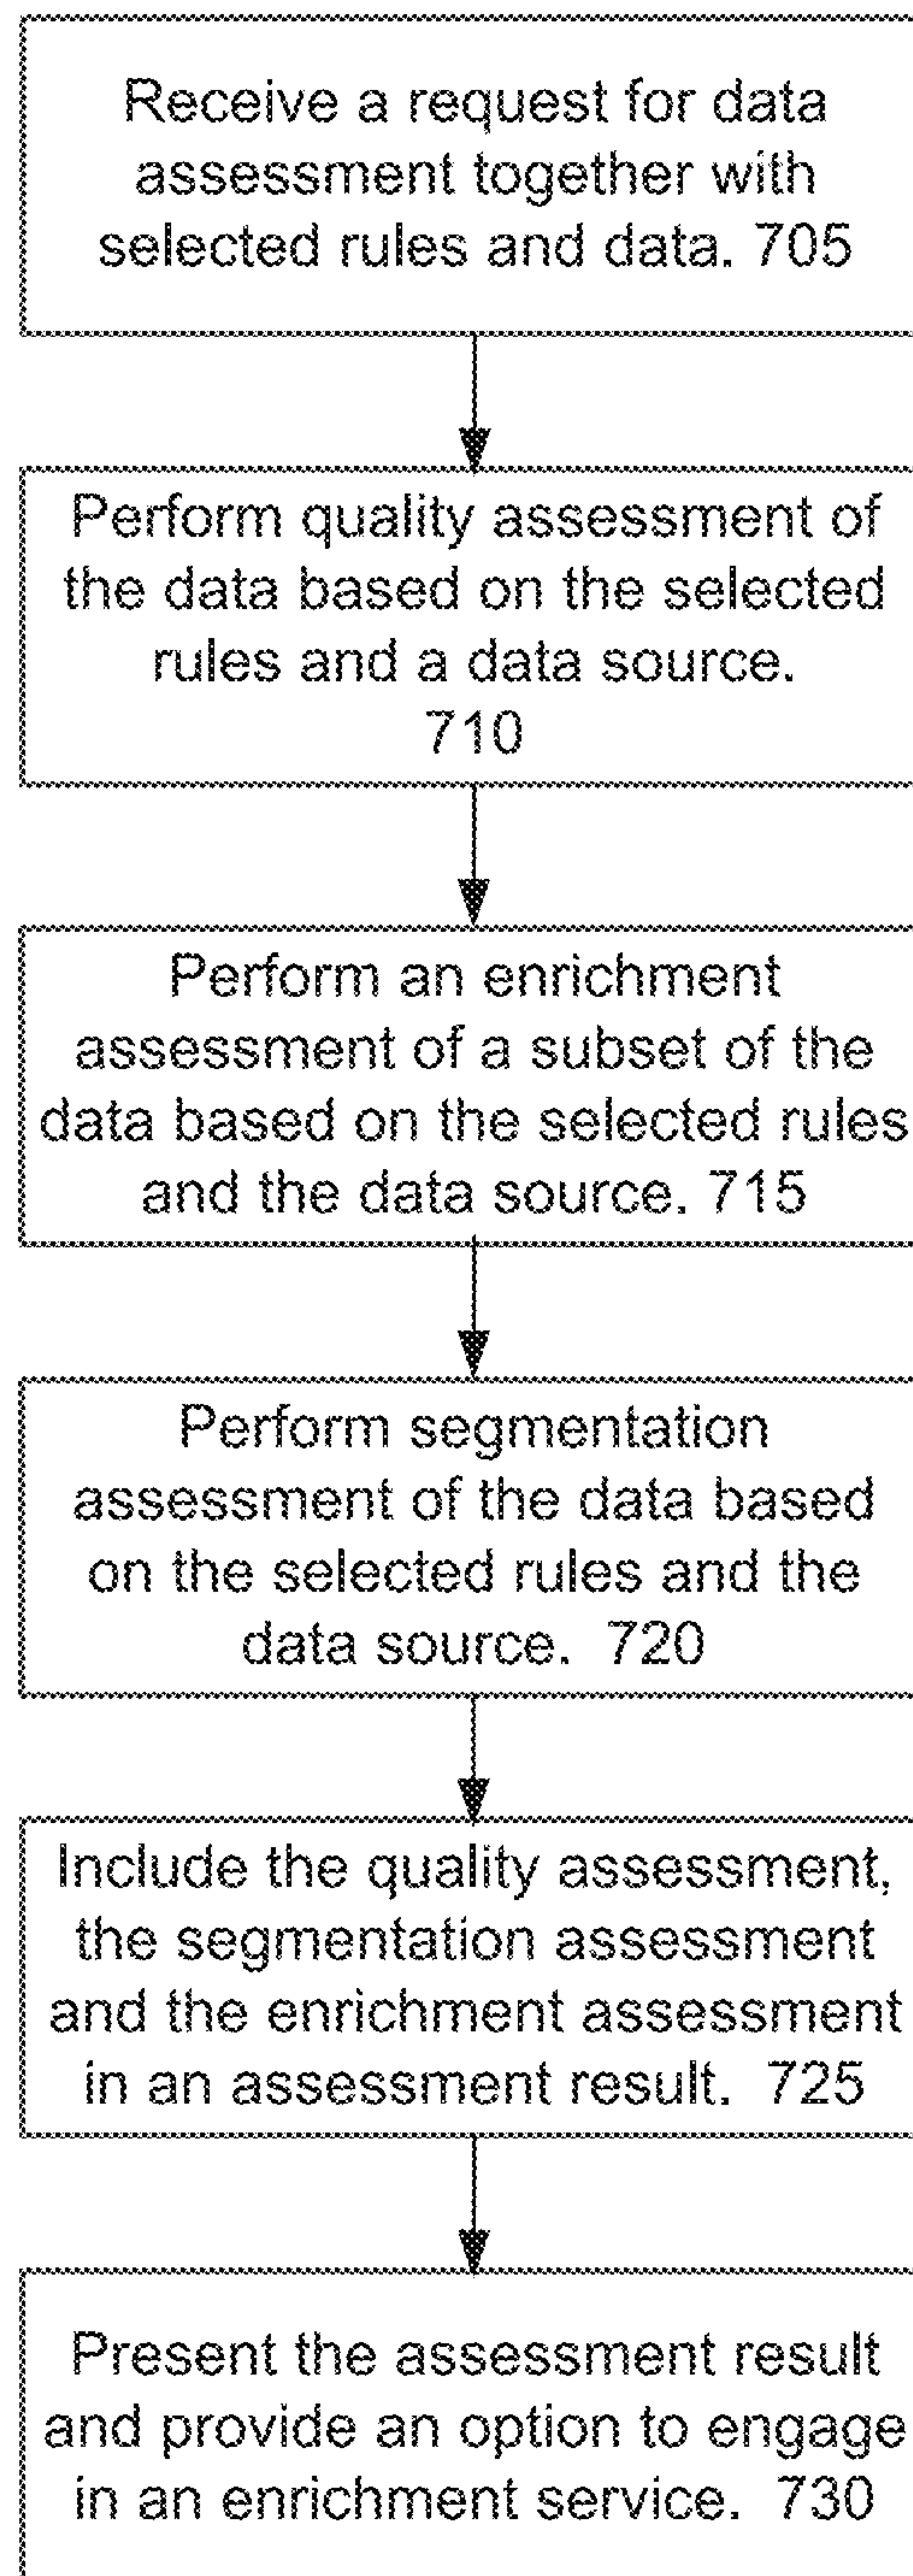 Receive a request for data
assessment together with
selected rules and data. 705
Perform quality assessment of
the data based on the selected
rules and a data source.
710
Perform an enrichment
assessment of a subset of the
data based on the selected rules
and the data source. 715
Perform segmentation
assessment of the data based
on the selected rules and the
data source. 720
Include the quality assessment,
the segmentation assessment
and the enrichment assessment
in an assessment result. 725
Present the assessment result
and provide an option to engage
in an enrichment service. 730